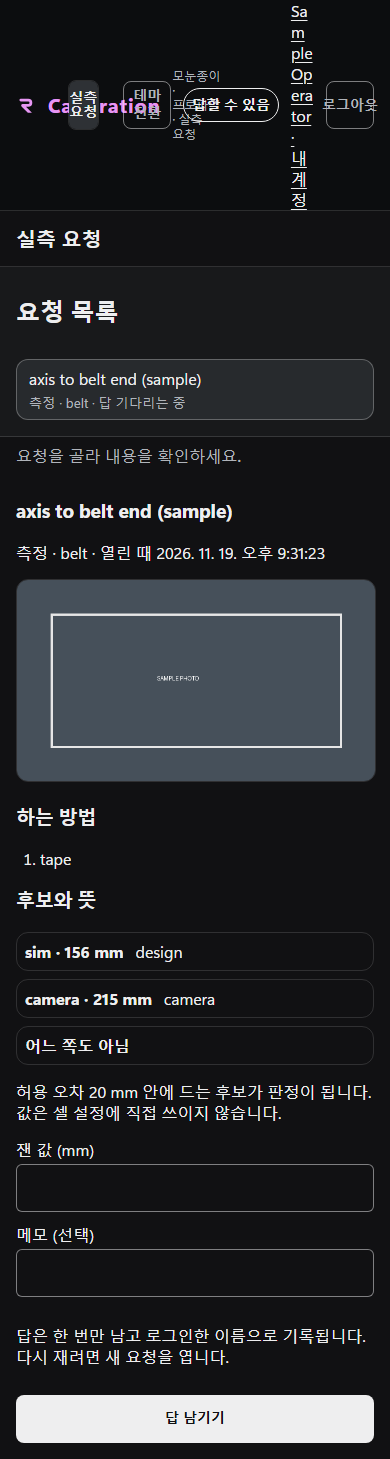 Calibration
실측
요청
테마
전환
모눈종이
·
· 실측
요청
답할 수 있음
Sa
m
ple
Op
era
tor
·
내
계
정
로그아웃
실측 요청
요청 목록
axis to belt end (sample)
측정 · belt · 답 기다리는 중
요청을 골라 내용을 확인하세요.
axis to belt end (sample)
측정 · belt · 열린 때 2026. 11. 19. 오후 9:31:23
SAMPLE PHOTO
하는 방법
1. tape
후보와 뜻
sim · 156 mm design
camera · 215 mm camera
어느 쪽도 아님
허용 오차 20 mm 안에 드는 후보가 판정이 됩니다.
값은 셀 설정에 직접 쓰이지 않습니다.
잰 값 (mm)
메모 (선택)
답은 한 번만 남고 로그인한 이름으로 기록됩니다.
다시 재려면 새 요청을 엽니다.
답 남기기